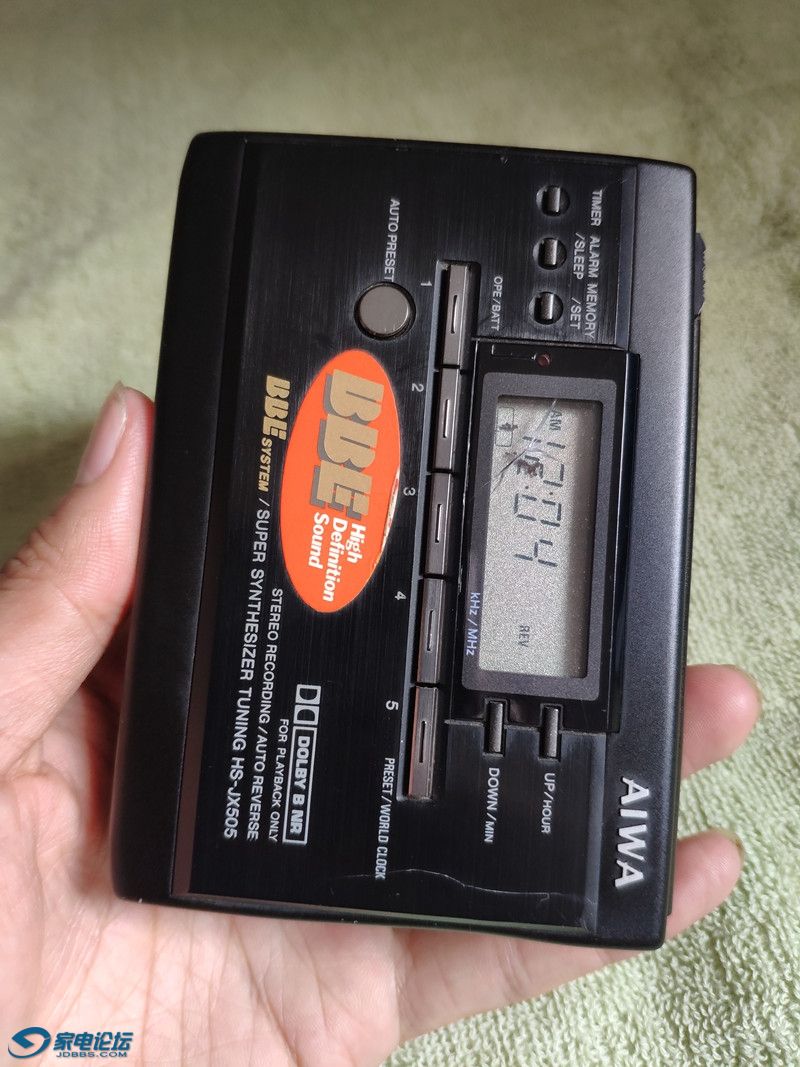 AIWA
TIMER ALARM MEMORY
/SLEEP /SET
UP/HOUR
DOWN/MIN
OPE/BATT
AM 12:04 REV
kHz/MHz
1 2 3 4 5
PRESET/WORLD CLOCK
AUTO PRESET
BBE
High
Definition
Sound
DOLBY B NR
FOR PLAYBACK ONLY
BBE SYSTEM /
STEREO RECORDING/AUTO REVERSE
SUPER SYNTHESIZER TUNING HS-JX505
家电论坛
JDBBS.COM